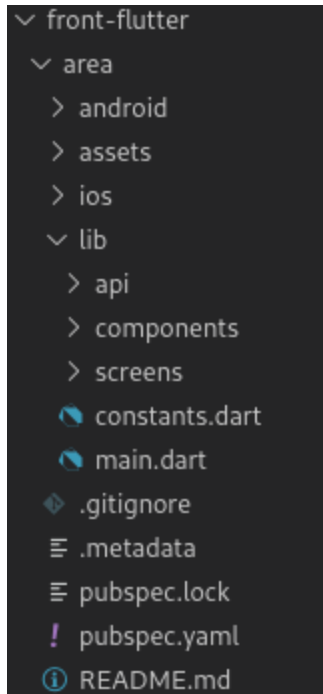 front-flutter
area
android
assets
ios
lib
api
components
screens
constants.dart
main.dart
.gitignore
.metadata
pubspec.lock
! pubspec.yaml
README.md